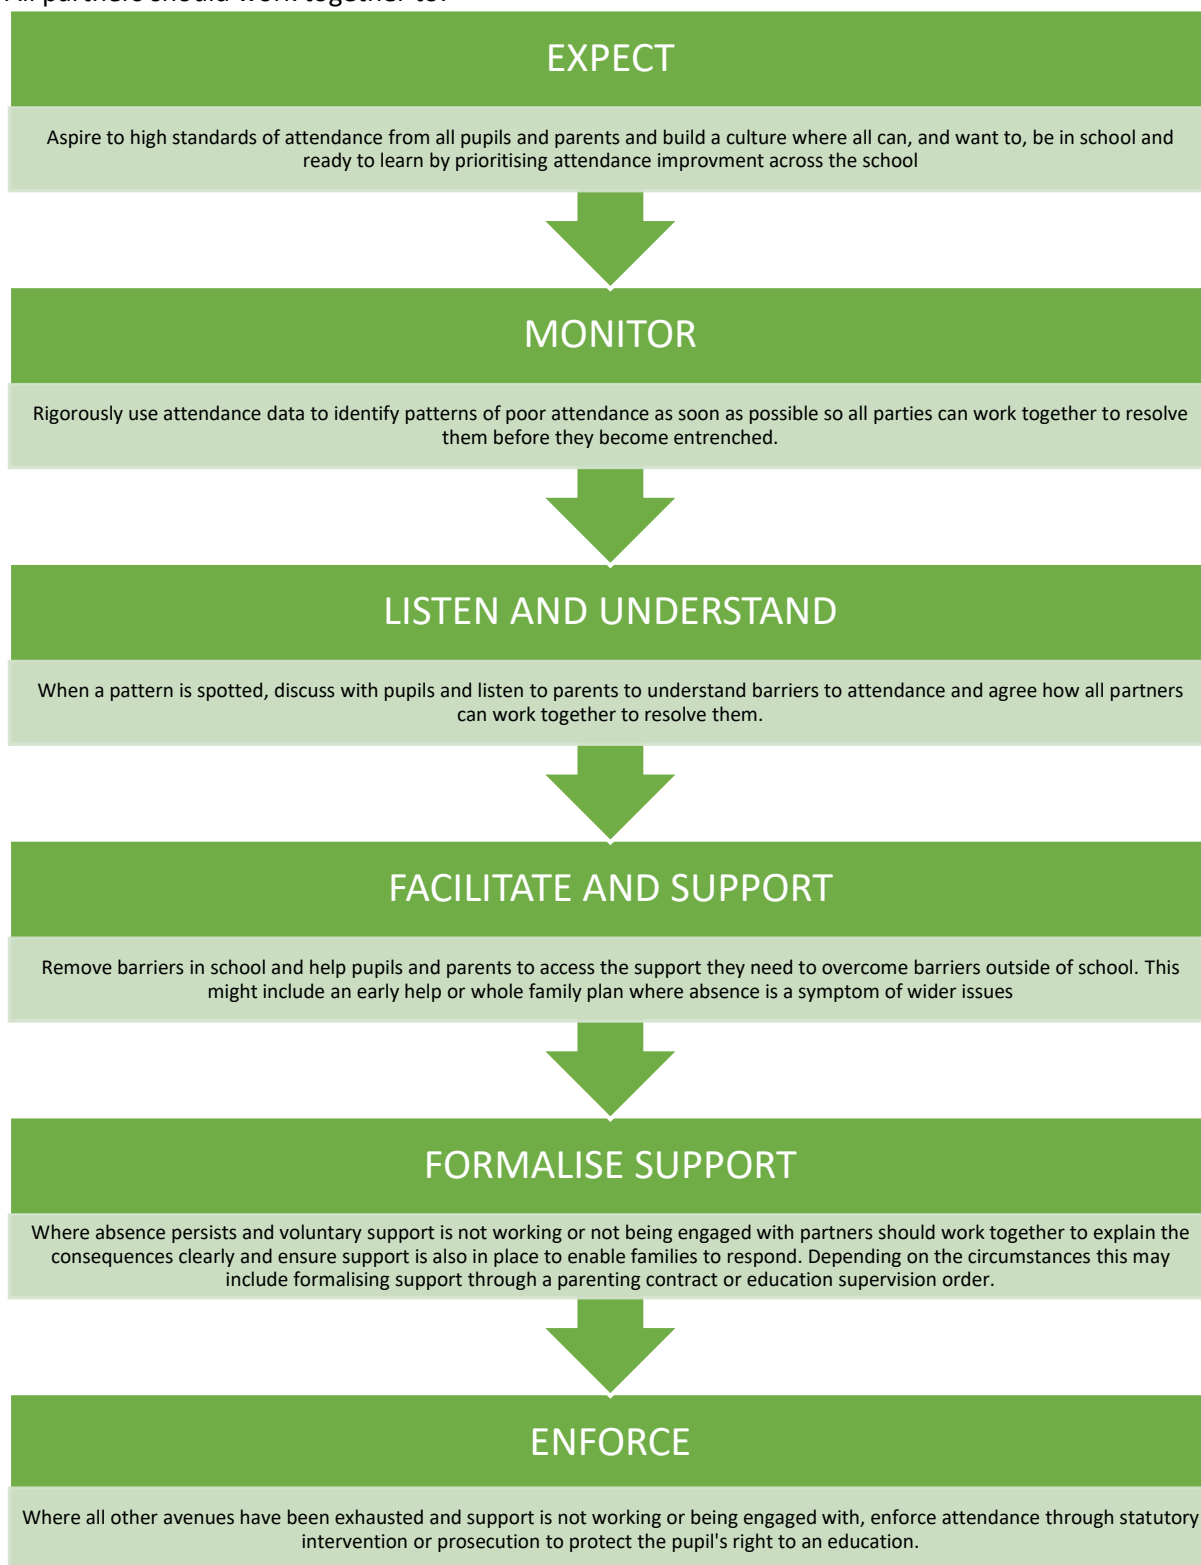 All partners should work together to:
EXPECT
Aspire to high standards of attendance from all pupils and parents and build a culture where all can, and want to, be in school and
ready to learn by prioritising attendance improvment across the school
MONITOR
Rigorously use attendance data to identify patterns of poor attendance as soon as possible so all parties can work together to resolve
them before they become entrenched.
LISTEN AND UNDERSTAND
When a pattern is spotted, discuss with pupils and listen to parents to understand barriers to attendance and agree how all partners
can work together to resolve them.
FACILITATE AND SUPPORT
Remove barriers in school and help pupils and parents to access the support they need to overcome barriers outside of school. This
might include an early help or whole family plan where absence is a symptom of wider issues
FORMALISE SUPPORT
Where absence persists and voluntary support is not working or not being engaged with partners should work together to explain the
consequences clearly and ensure support is also in place to enable families to respond. Depending on the circumstances this may
include formalising support through a parenting contract or education supervision order.
ENFORCE
Where all other avenues have been exhausted and support is not working or being engaged with, enforce attendance through statutory
intervention or prosecution to protect the pupil's right to an education.